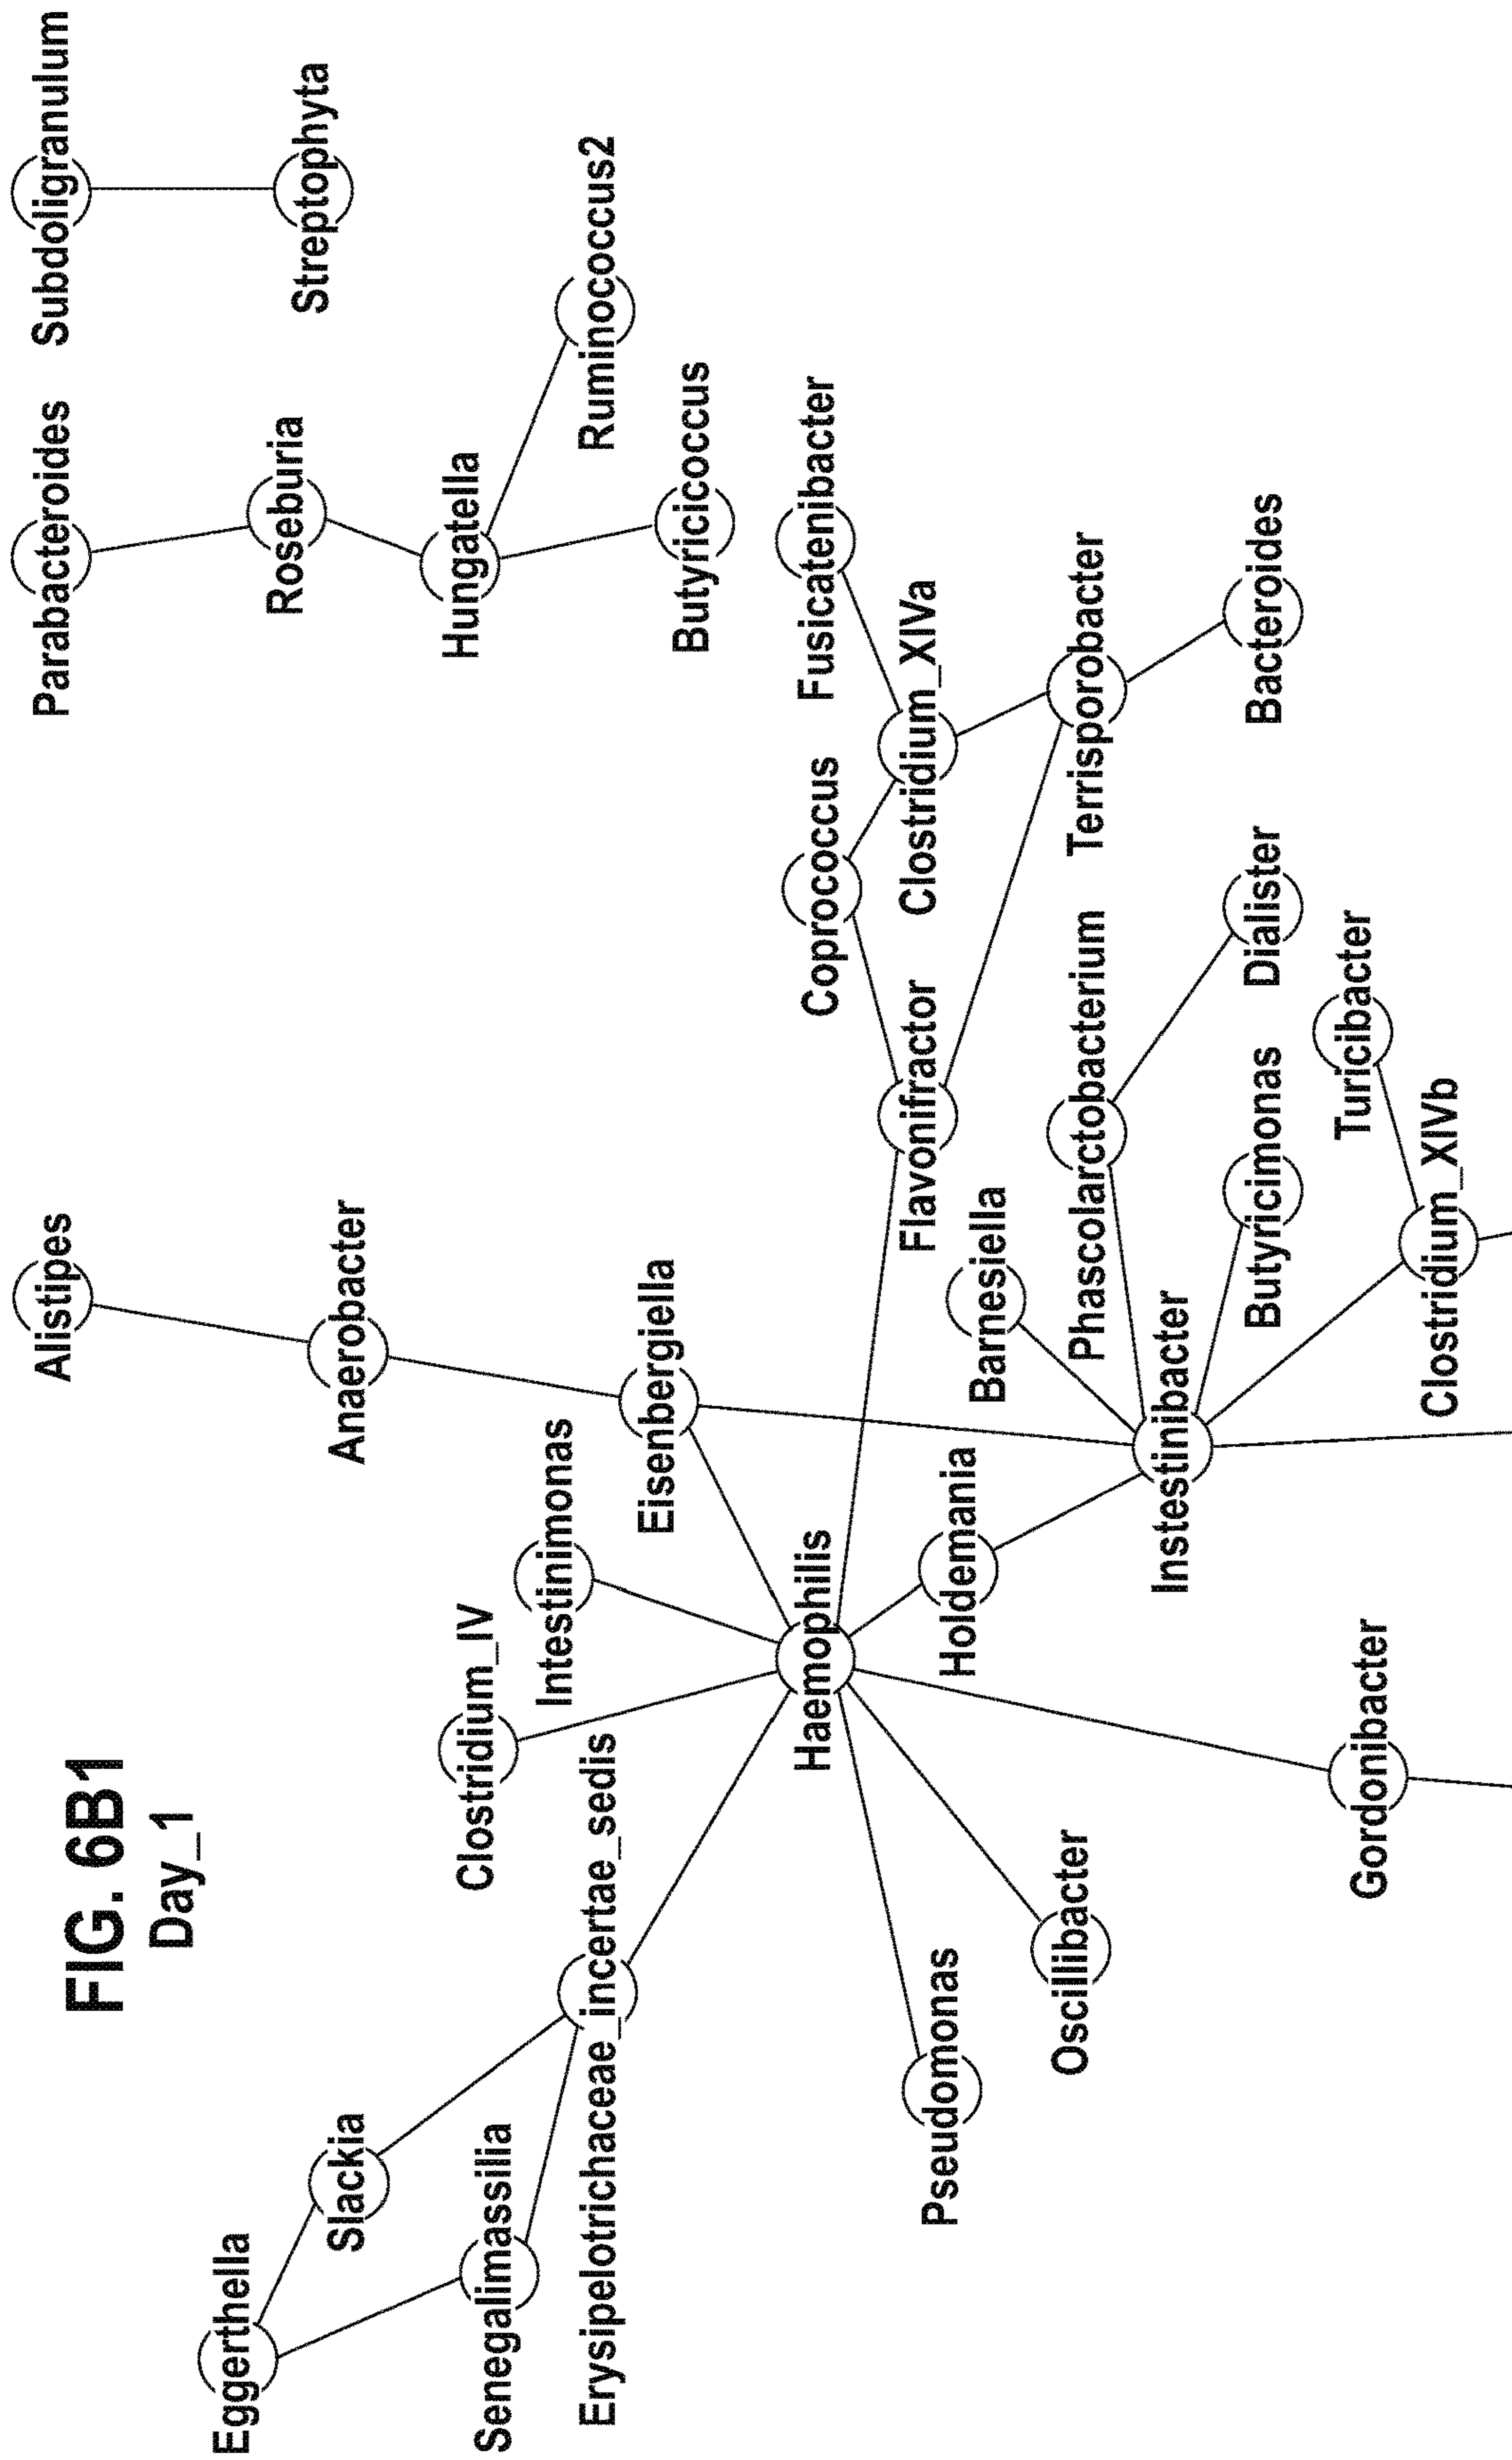 FIG. 6B1
Day_1
Alistipes
Parabacteroides
Subdoligranulum
Eggerthella
Roseburia
Streptophyta
Slackia
Anaerobacter
Senegalimassilia
Clostridium_IV
Hungatella
Intestinimonas
Erysipelotrichaceae_incertae_sedis
Ruminococcus2
Eisenbergiella
Butyricicoccus
Haemophilis
Coprococcus
Fusicatenibacter
Flavonifractor
Clostridium_XIVa
Pseudomonas
Holdemania
Barnesiella
Oscillibacter
Phascolarctobacterium
Terrisporobacter
Instestinibacter
Butyricimonas
Dialister
Bacteroides
Turicibacter
Gordonibacter
Clostridium_XIVb